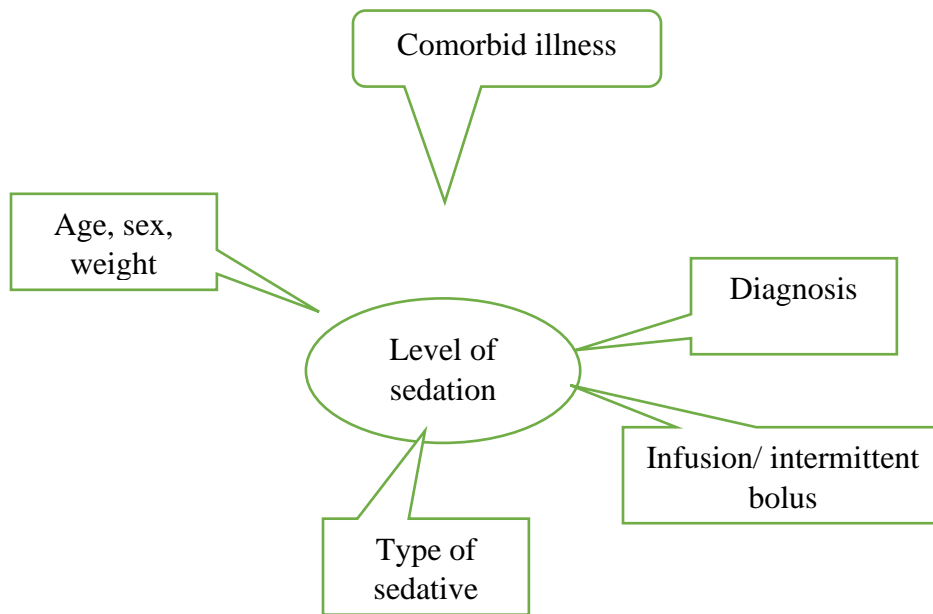 Comorbid illness
Age, sex,
weight
Diagnosis
Level of
sedation
Infusion/ intermittent
bolus
Type of
sedative